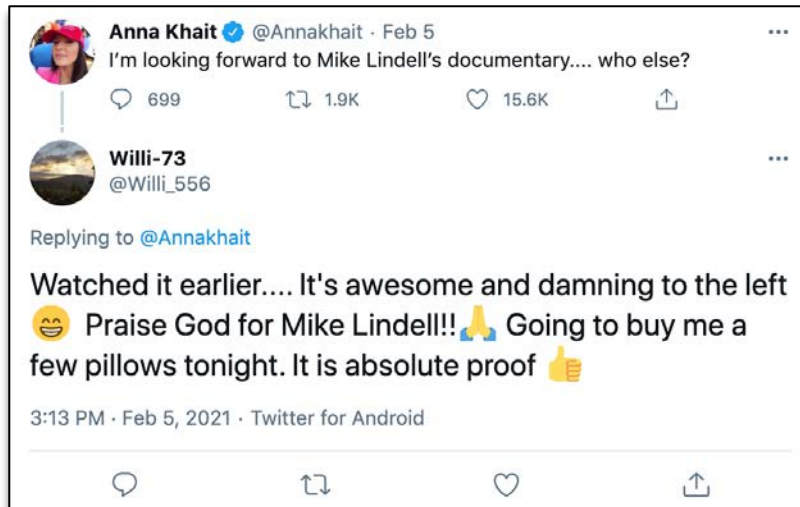 Anna Khait @Annakhait · Feb 5
I'm looking forward to Mike Lindell's documentary.... who else?
699 1.9K 15.6K
Willi-73
@Willi_556
Replying to @Annakhait
Watched it earlier.... It's awesome and damning to the left
😁 Praise God for Mike Lindell!!🙏 Going to buy me a
few pillows tonight. It is absolute proof 👍
3:13 PM · Feb 5, 2021 · Twitter for Android